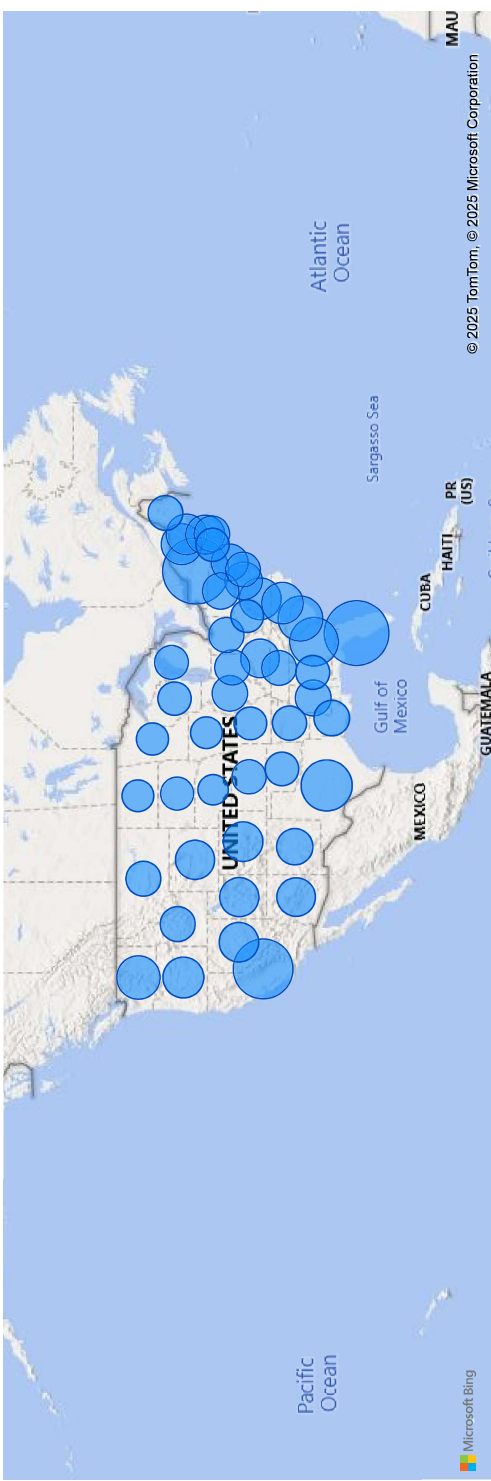 UNITED STATES
Pacific
Ocean
Atlantic
Ocean
Sargasso Sea
Gulf of
Mexico
MEXICO
CUBA
HAITI
PR
(US)
GUATEMALA
MAU
Microsoft Bing
© 2025 TomTom, © 2025 Microsoft Corporation